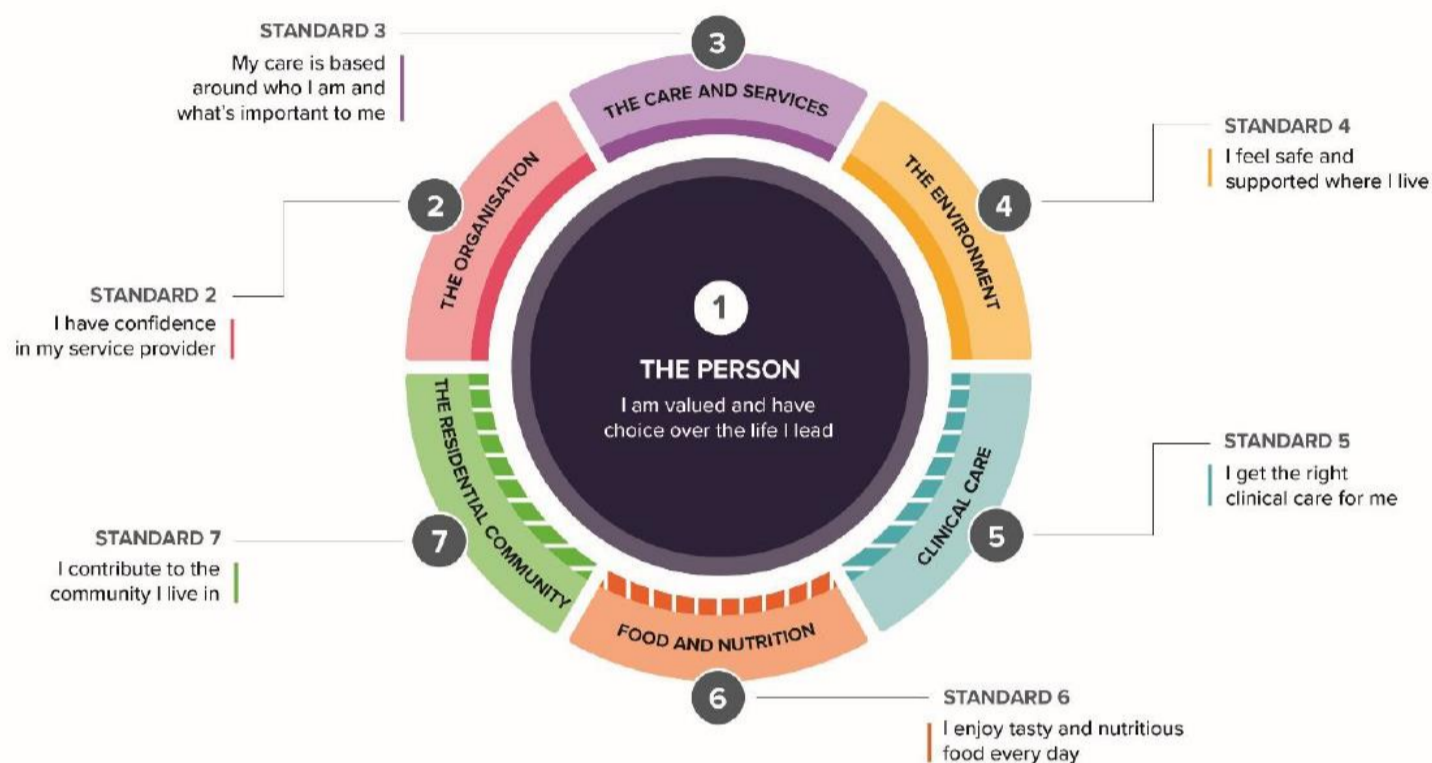 STANDARD 3
My care is based
around who I am and
what's important to me
3
THE CARE AND SERVICES
STANDARD 4
I feel safe and
supported where I live
4
THE ENVIRONMENT
2
THE ORGANISATION
STANDARD 2
I have confidence
in my service provider
1
THE PERSON
I am valued and have
choice over the life I lead
STANDARD 5
I get the right
clinical care for me
5
CLINICAL CARE
7
THE RESIDENTIAL COMMUNITY
STANDARD 7
I contribute to the
community I live in
FOOD AND NUTRITION
6
STANDARD 6
I enjoy tasty and nutritious
food every day